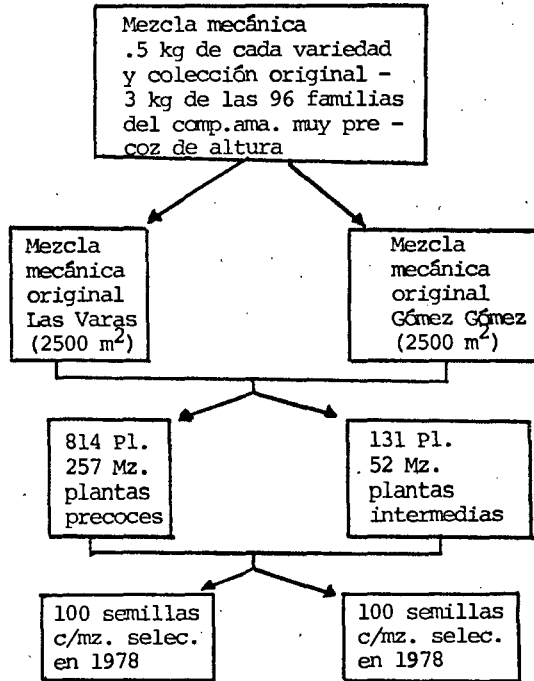 Mezcla mecánica
.5 kg de cada variedad
y colección original -
3 kg de las 96 familias
del comp.ama. muy pre -
coz de altura
Mezcla
mecánica
original
Las Varas
(2500 m²)
Mezcla
mecánica
original
Gómez Gómez
(2500 m²)
814 Pl.
257 Mz.
plantas
precoces
131 Pl.
52 Mz.
plantas
intermedias
100 semillas
c/mz. selec.
en 1978
100 semillas
c/mz. selec.
en 1978